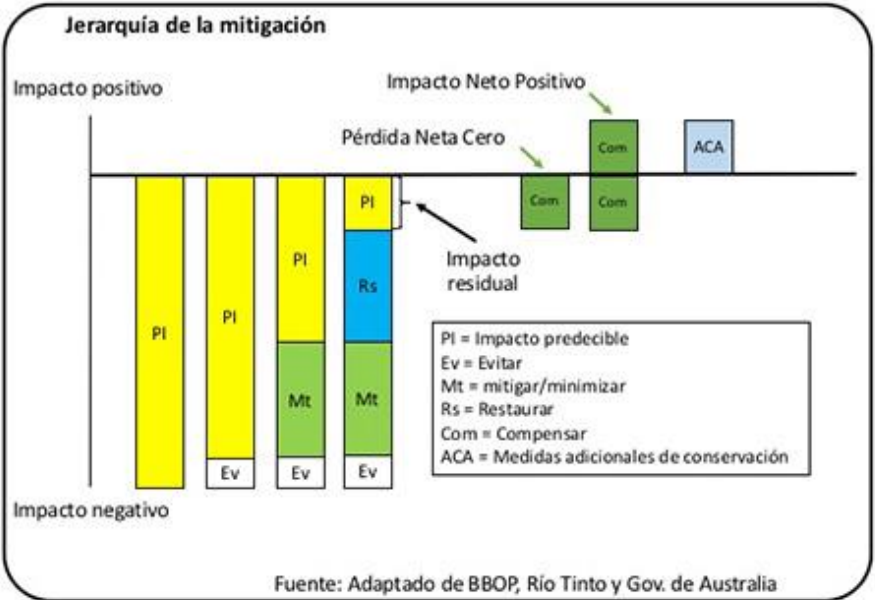 Jerarquía de la mitigación
Impacto positivo
Impacto Neto Positivo
Pérdida Neta Cero
Com
ACA
PI
PI
PI
PI
Com
Com
Impacto
residual
Rs
Mt
Mt
Ev
Ev
Ev
PI = Impacto predecible
Ev = Evitar
Mt = mitigar/minimizar
Rs = Restaurar
Com = Compensar
ACA = Medidas adicionales de conservación
Impacto negativo
Fuente: Adaptado de BBOP, Río Tinto y Gov. de Australia